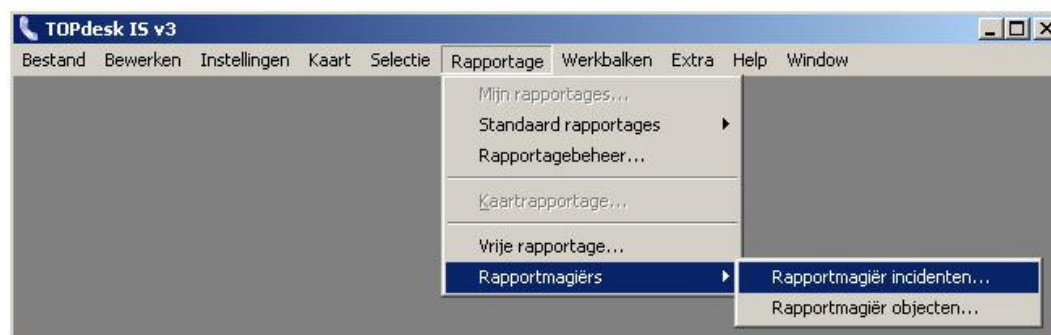 TOPdesk IS v3
Bestand Bewerken Instellingen Kaart Selectie Rapportage Werkbalken Extra Help Window
Mijn rapportages...
Standaard rapportages
Rapportagebeheer...
Kaartrapportage...
Vrije rapportage...
Rapportmagiërs
Rapportmagiër incidenten...
Rapportmagiër objecten...